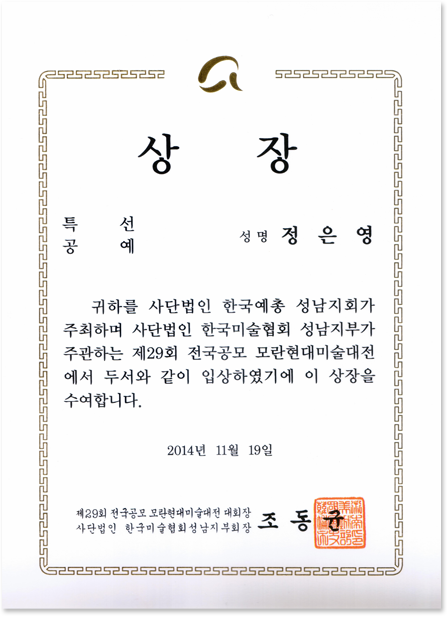 상 장
특 선
공 예
성명 정은영
귀하를 사단법인 한국예총 성남지회가
주최하며 사단법인 한국미술협회 성남지부가
주관하는 제29회 전국공모 모란현대미술대전
에서 두서와 같이 입상하였기에 이 상장을
수여합니다.
2014년 11월 19일
제29회 전국공모 모란현대미술대전 대회장
사단법인 한국미술협회성남지부회장 조동균